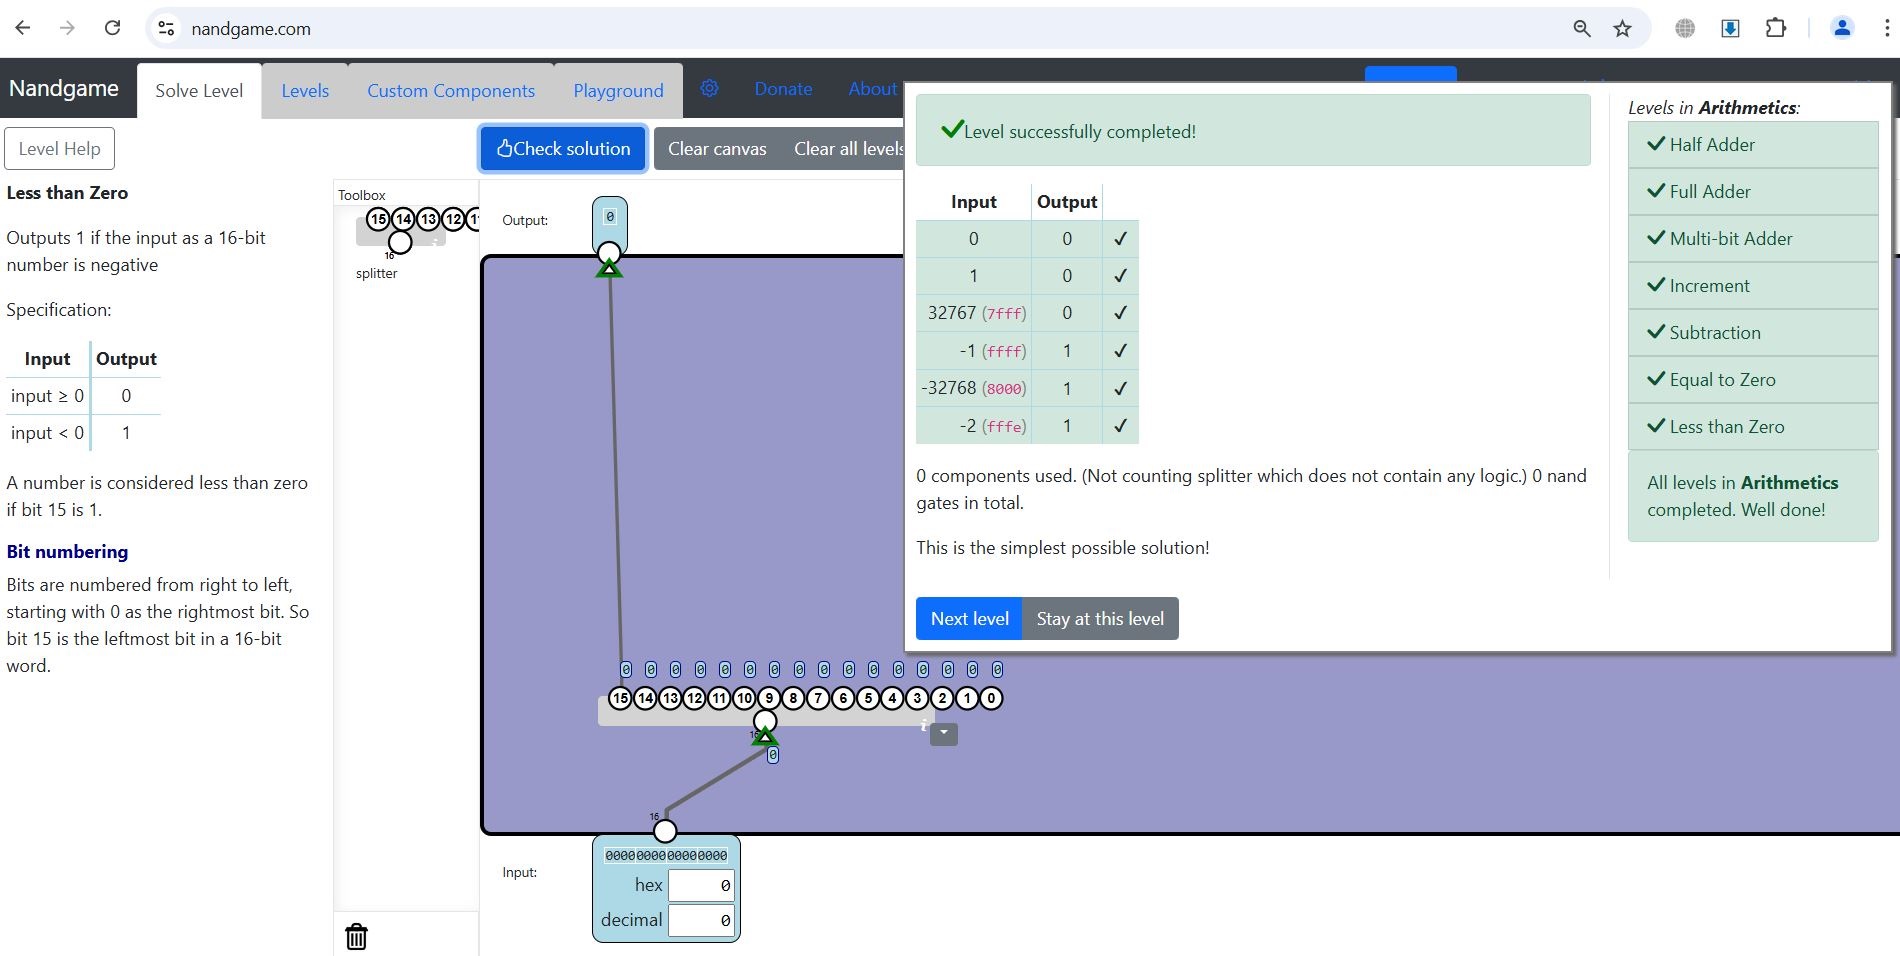 nandgame.com
Nandgame
Solve Level
Levels
Custom Components
Playground
Donate
About
Level Help
Check solution
Clear canvas
Clear all levels
Less than Zero
Outputs 1 if the input as a 16-bit
number is negative
Specification:
Input Output
input ≥ 0 0
input < 0 1
A number is considered less than zero
if bit 15 is 1.
Bit numbering
Bits are numbered from right to left,
starting with 0 as the rightmost bit. So
bit 15 is the leftmost bit in a 16-bit
word.
Toolbox
15 14 13 12 1
16
splitter
Output:
0
0 0 0 0 0 0 0 0 0 0 0 0 0 0 0 0
15 14 13 12 11 10 9 8 7 6 5 4 3 2 1 0
i
16
0
16
Input:
0000000000000000
hex 0
decimal 0
Level successfully completed!
Input Output
0 0 ✓
1 0 ✓
32767 (7fff) 0 ✓
-1 (ffff) 1 ✓
-32768 (8000) 1 ✓
-2 (fffe) 1 ✓
0 components used. (Not counting splitter which does not contain any logic.) 0 nand
gates in total.
This is the simplest possible solution!
Next level
Stay at this level
Levels in Arithmetics:
Half Adder
Full Adder
Multi-bit Adder
Increment
Subtraction
Equal to Zero
Less than Zero
All levels in Arithmetics
completed. Well done!